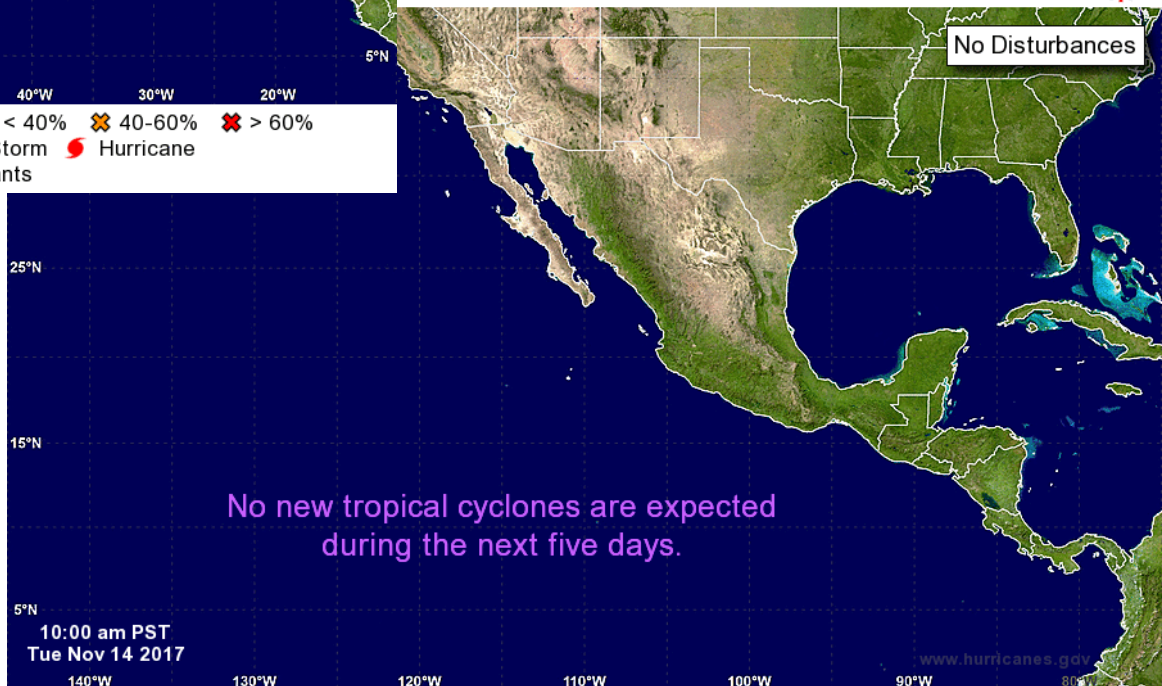 5°N
40°W 30°W 20°W
< 40% 40-60% > 60%
Hurricane
No Disturbances
25°N
15°N
No new tropical cyclones are expected
during the next five days.
5°N
10:00 am PST
Tue Nov 14 2017
www.hurricanes.gov
140°W 130°W 120°W 110°W 100°W 90°W 80°W